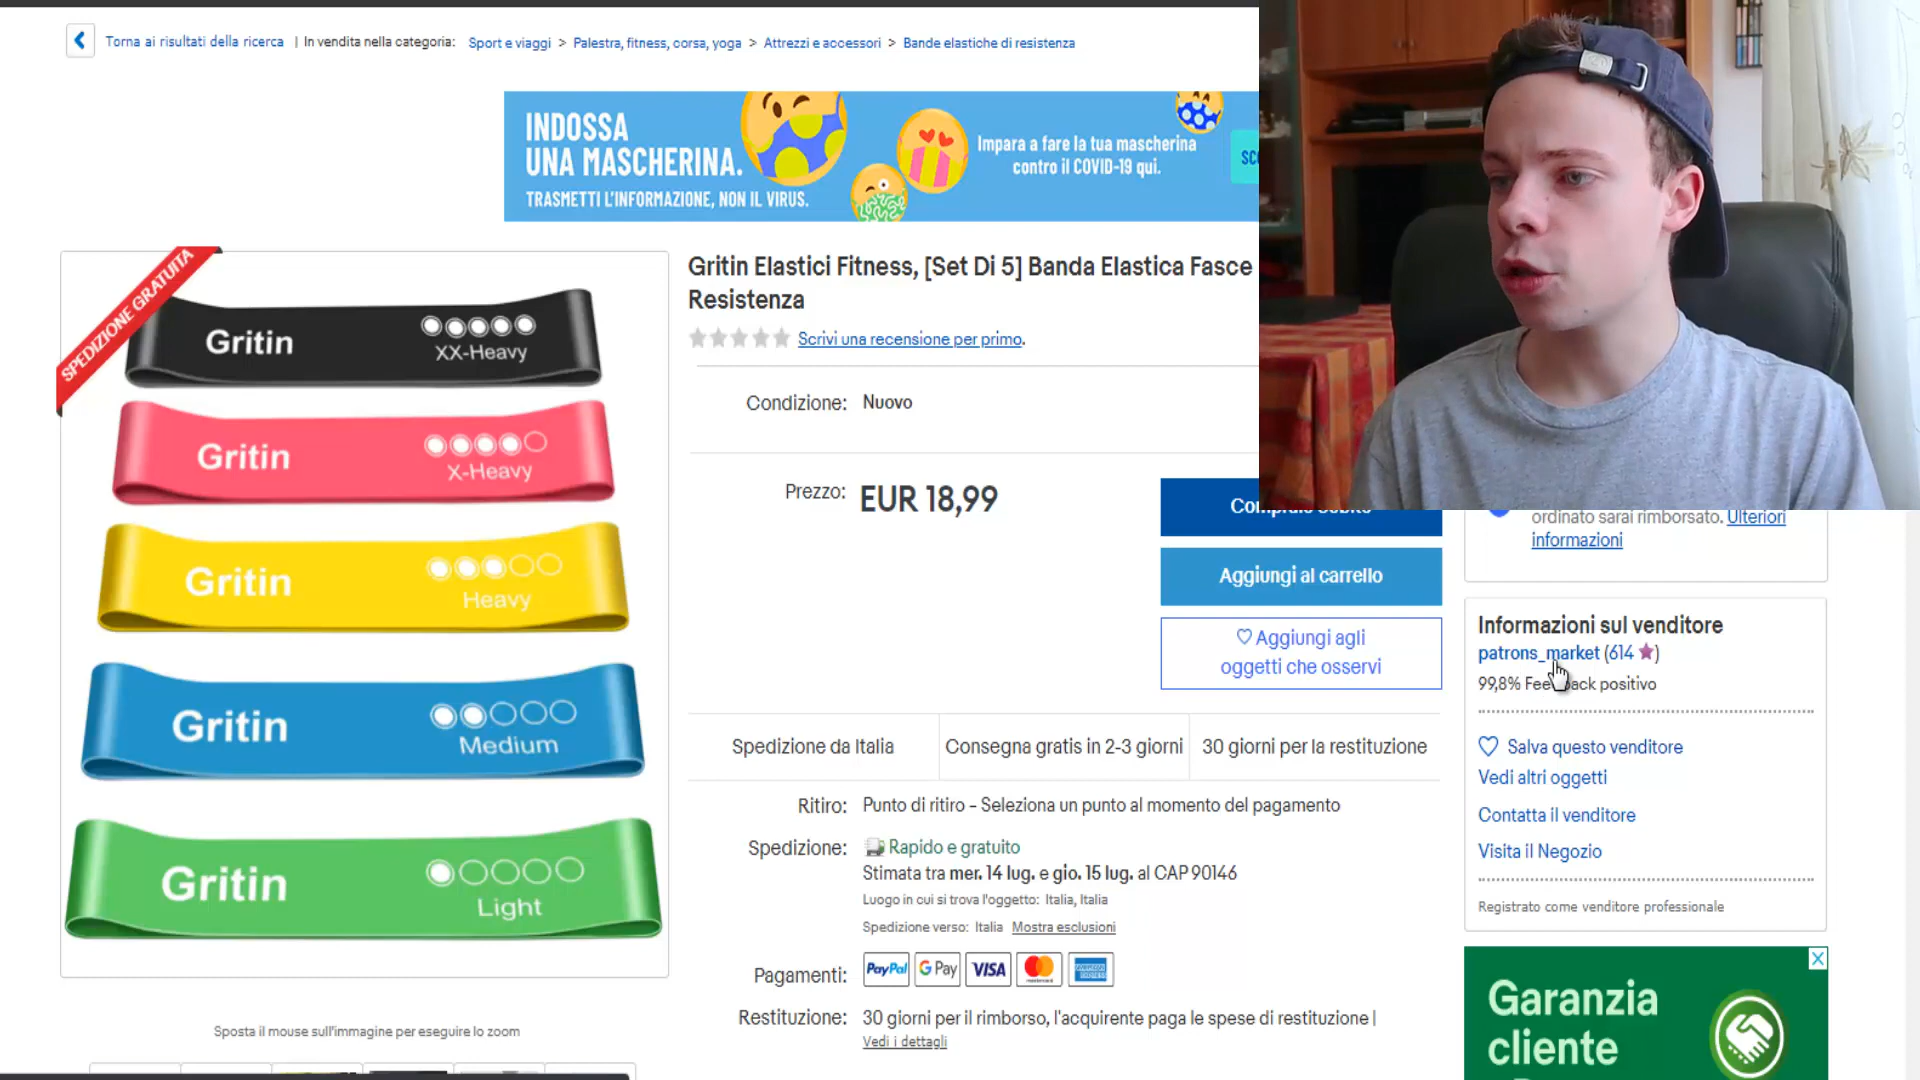 Torna ai risultati della ricerca | In vendita nella categoria: Sport e viaggi > Palestra, fitness, corsa, yoga > Attrezzi e accessori > Bande elastiche di resistenza
INDOSSA
UNA MASCHERINA.
TRASMETTI L'INFORMAZIONE, NON IL VIRUS.
Impara a fare la tua mascherina
contro il COVID-19 qui.
SPEDIZIONE GRATUITA
Gritin
XX-Heavy
Gritin
X-Heavy
Gritin
Heavy
Gritin
Medium
Gritin
Light
Sposta il mouse sull'immagine per eseguire lo zoom
Gritin Elastici Fitness, [Set Di 5] Banda Elastica Fasce
Resistenza
Scrivi una recensione per primo.
Condizione: Nuovo
Prezzo: EUR 18,99
Aggiungi al carrello
Aggiungi agli
oggetti che osservi
Spedizione da Italia
Consegna gratis in 2-3 giorni
30 giorni per la restituzione
Ritiro: Punto di ritiro - Seleziona un punto al momento del pagamento
Spedizione: Rapido e gratuito
Stimata tra mer. 14 lug. e gio. 15 lug. al CAP 90146
Luogo in cui si trova l'oggetto: Italia, Italia
Spedizione verso: Italia Mostra esclusioni
Pagamenti: PayPal G Pay VISA mastercard
Restituzione: 30 giorni per il rimborso, l'acquirente paga le spese di restituzione |
Vedi i dettagli
ordinato sarai rimborsato. Ulteriori
informazioni
Informazioni sul venditore
patrons_market (614)
99,8% Feedback positivo
Salva questo venditore
Vedi altri oggetti
Contatta il venditore
Visita il Negozio
Registrato come venditore professionale
Garanzia
cliente